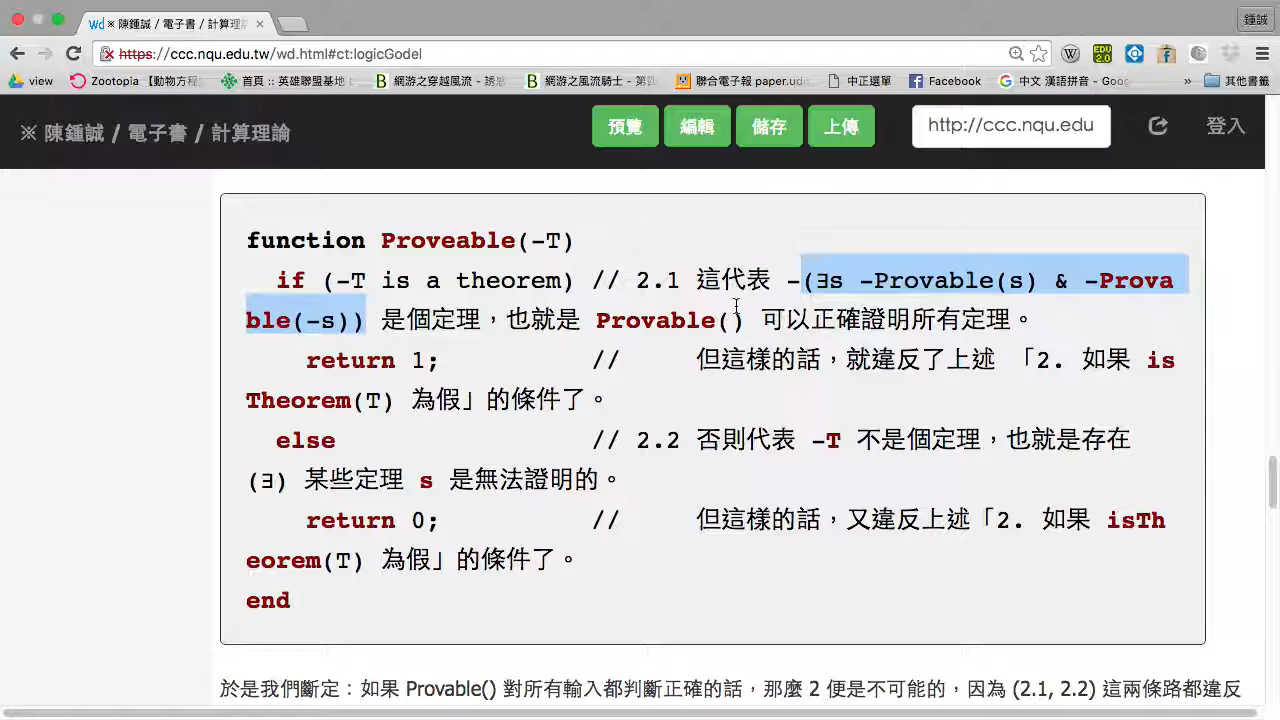 wd ※ 陳鍾誠 / 電子書 / 計算理論
鍾誠
https://ccc.nqu.edu.tw/wd.html#ct:logicGodel
view Zootopia 【動物方程 首頁 :: 英雄聯盟基地 L 網游之穿越風流 - 誘惑 網游之風流騎士 - 第四 聯合電子報 paper.ud 中正選單 Facebook 中文 漢語拼音 - Goog » 其他書籤
※ 陳鍾誠 / 電子書 / 計算理論 預覽 編輯 儲存 上傳 http://ccc.nqu.edu 登入
function Proveable(-T)
if (-T is a theorem) // 2.1 這代表 -(∃s -Provable(s) & -Prova
ble(-s)) 是個定理，也就是 Provable() 可以正確證明所有定理。
return 1; // 但這樣的話，就違反了上述 「2. 如果 is
Theorem(T) 為假」的條件了。
else // 2.2 否則代表 -T 不是個定理，也就是存在
(∃) 某些定理 s 是無法證明的。
return 0; // 但這樣的話，又違反上述「2. 如果 isTh
eorem(T) 為假」的條件了。
end
於是我們斷定：如果 Provable() 對所有輸入都判斷正確的話，那麼 2 便是不可能的，因為 (2.1, 2.2) 這兩條路都違反